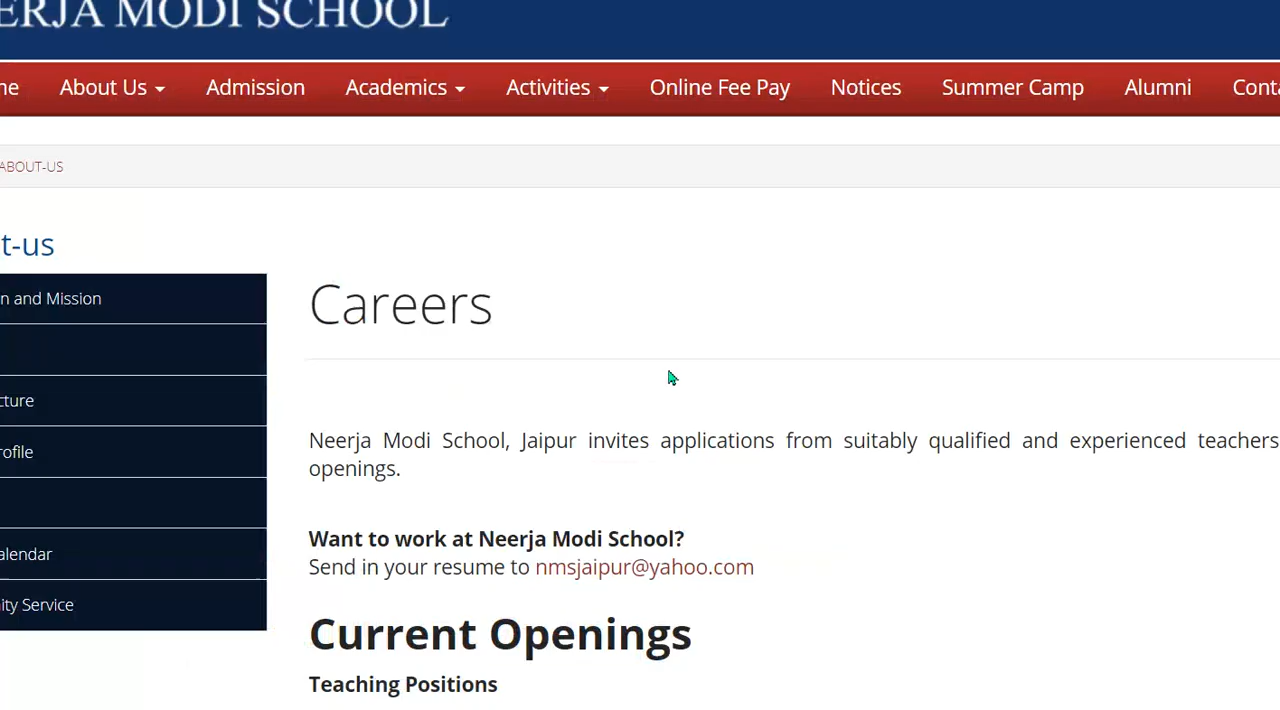 ERJA MODI SCHOOL
me About Us Admission Academics Activities Online Fee Pay Notices Summer Camp Alumni Conta
ABOUT-US
t-us
n and Mission
cture
rofile
alendar
ity Service
Careers
Neerja Modi School, Jaipur invites applications from suitably qualified and experienced teachers
openings.
Want to work at Neerja Modi School?
Send in your resume to nmsjaipur@yahoo.com
Current Openings
Teaching Positions